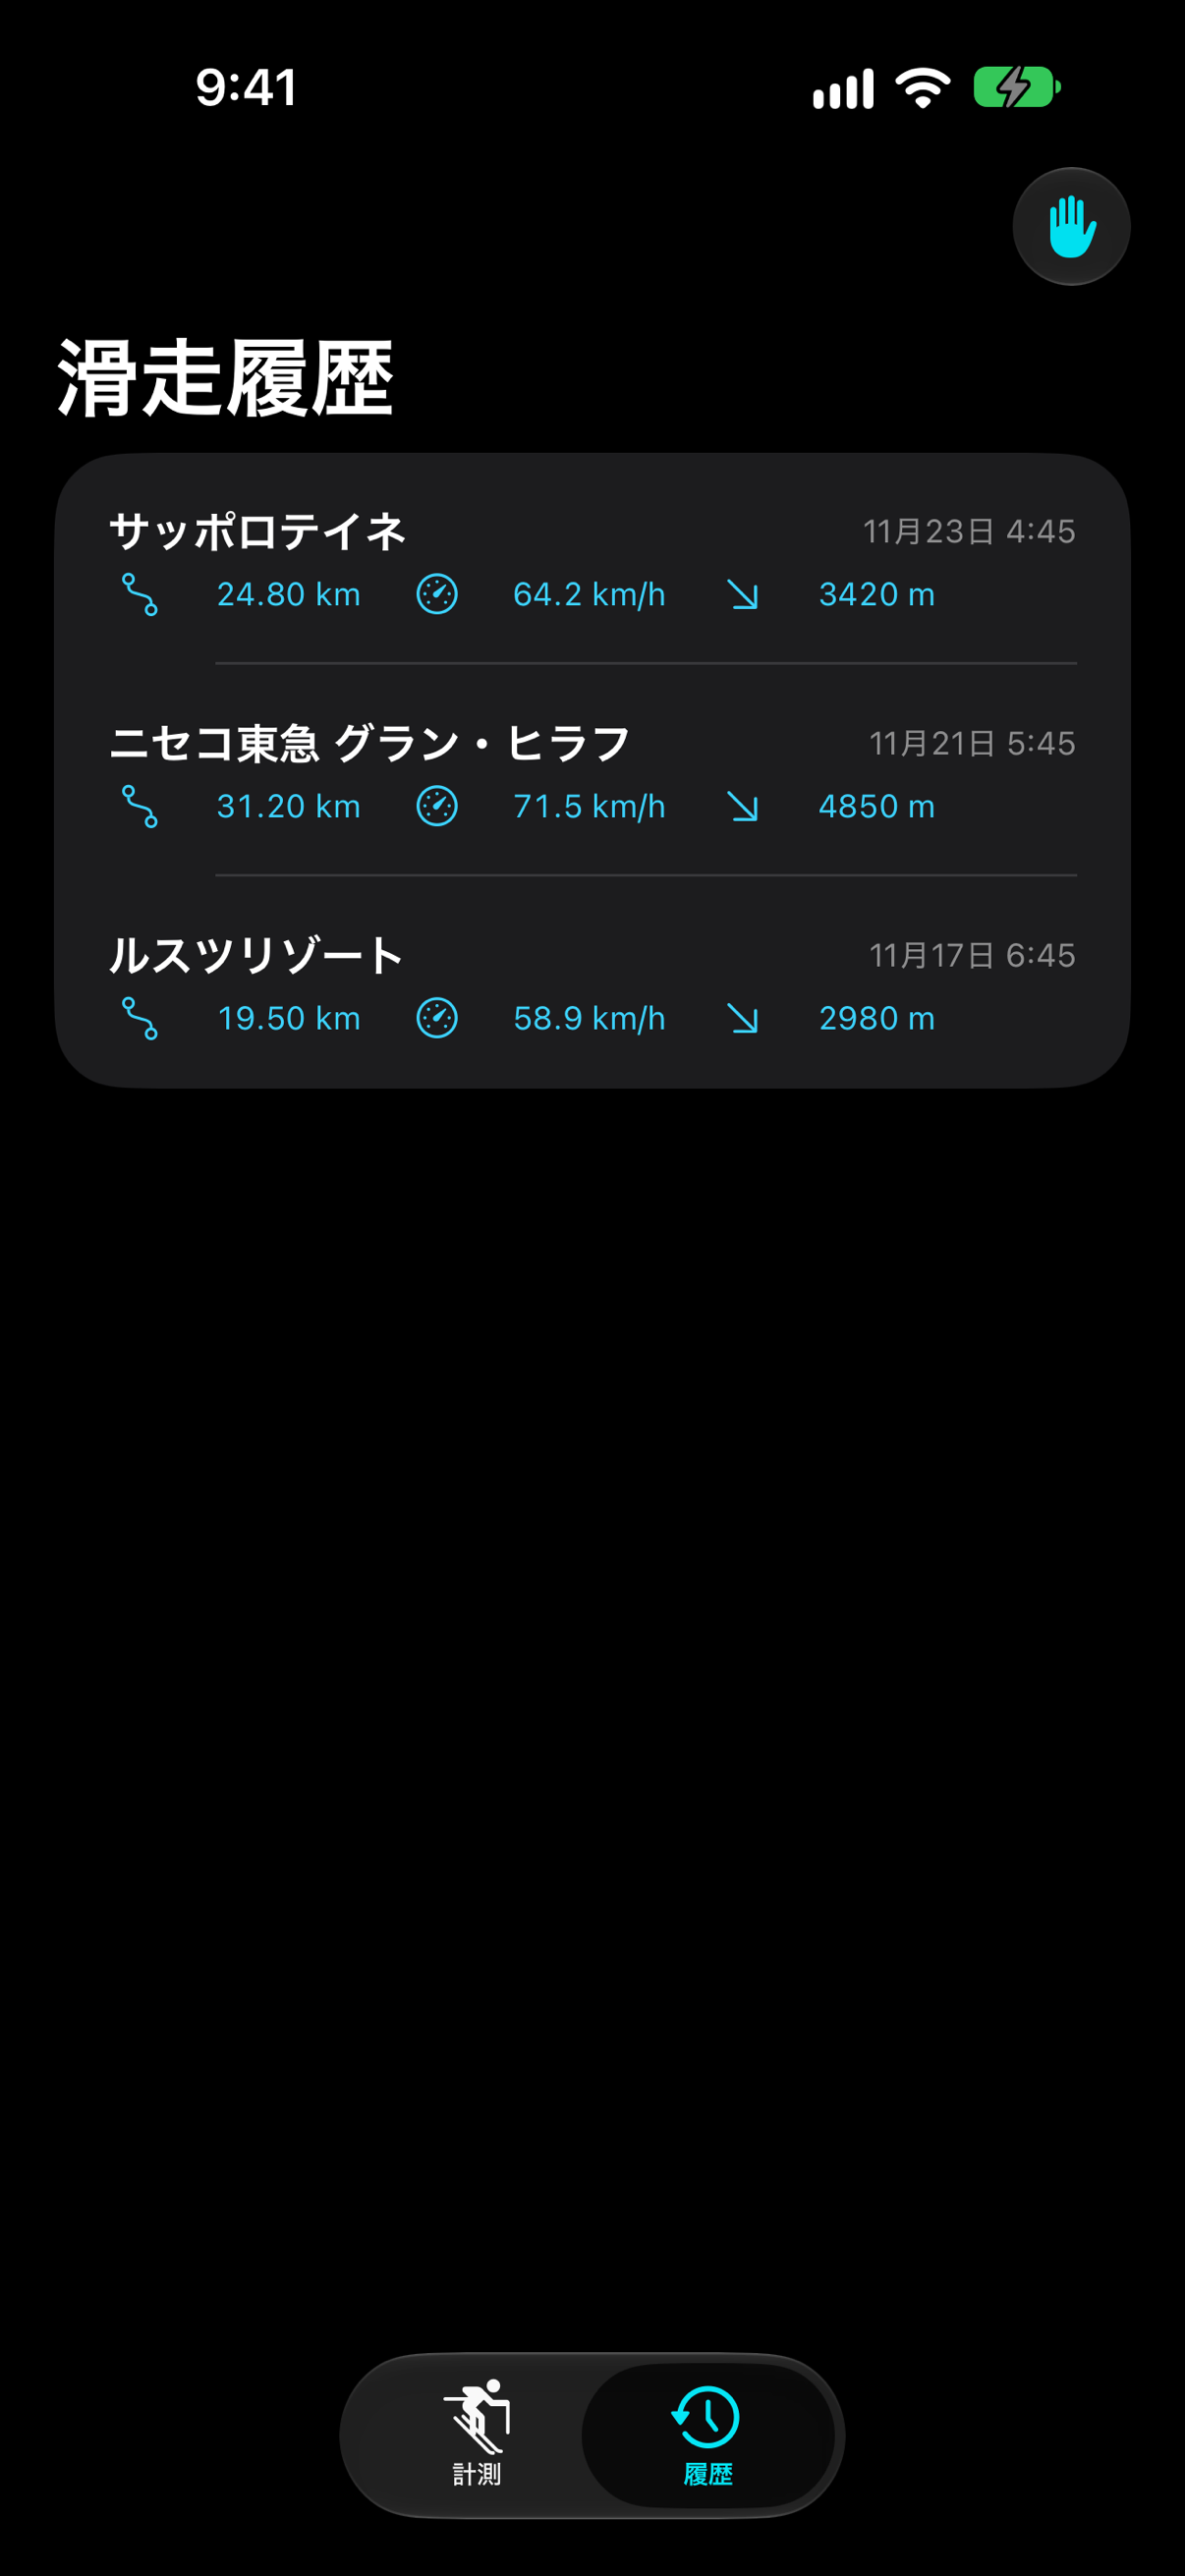 9:41
滑走履歴
サッポロテイネ 11月23日 4:45
24.80 km 64.2 km/h 3420 m
ニセコ東急 グラン・ヒラフ 11月21日 5:45
31.20 km 71.5 km/h 4850 m
ルスツリゾート 11月17日 6:45
19.50 km 58.9 km/h 2980 m
計測 履歴